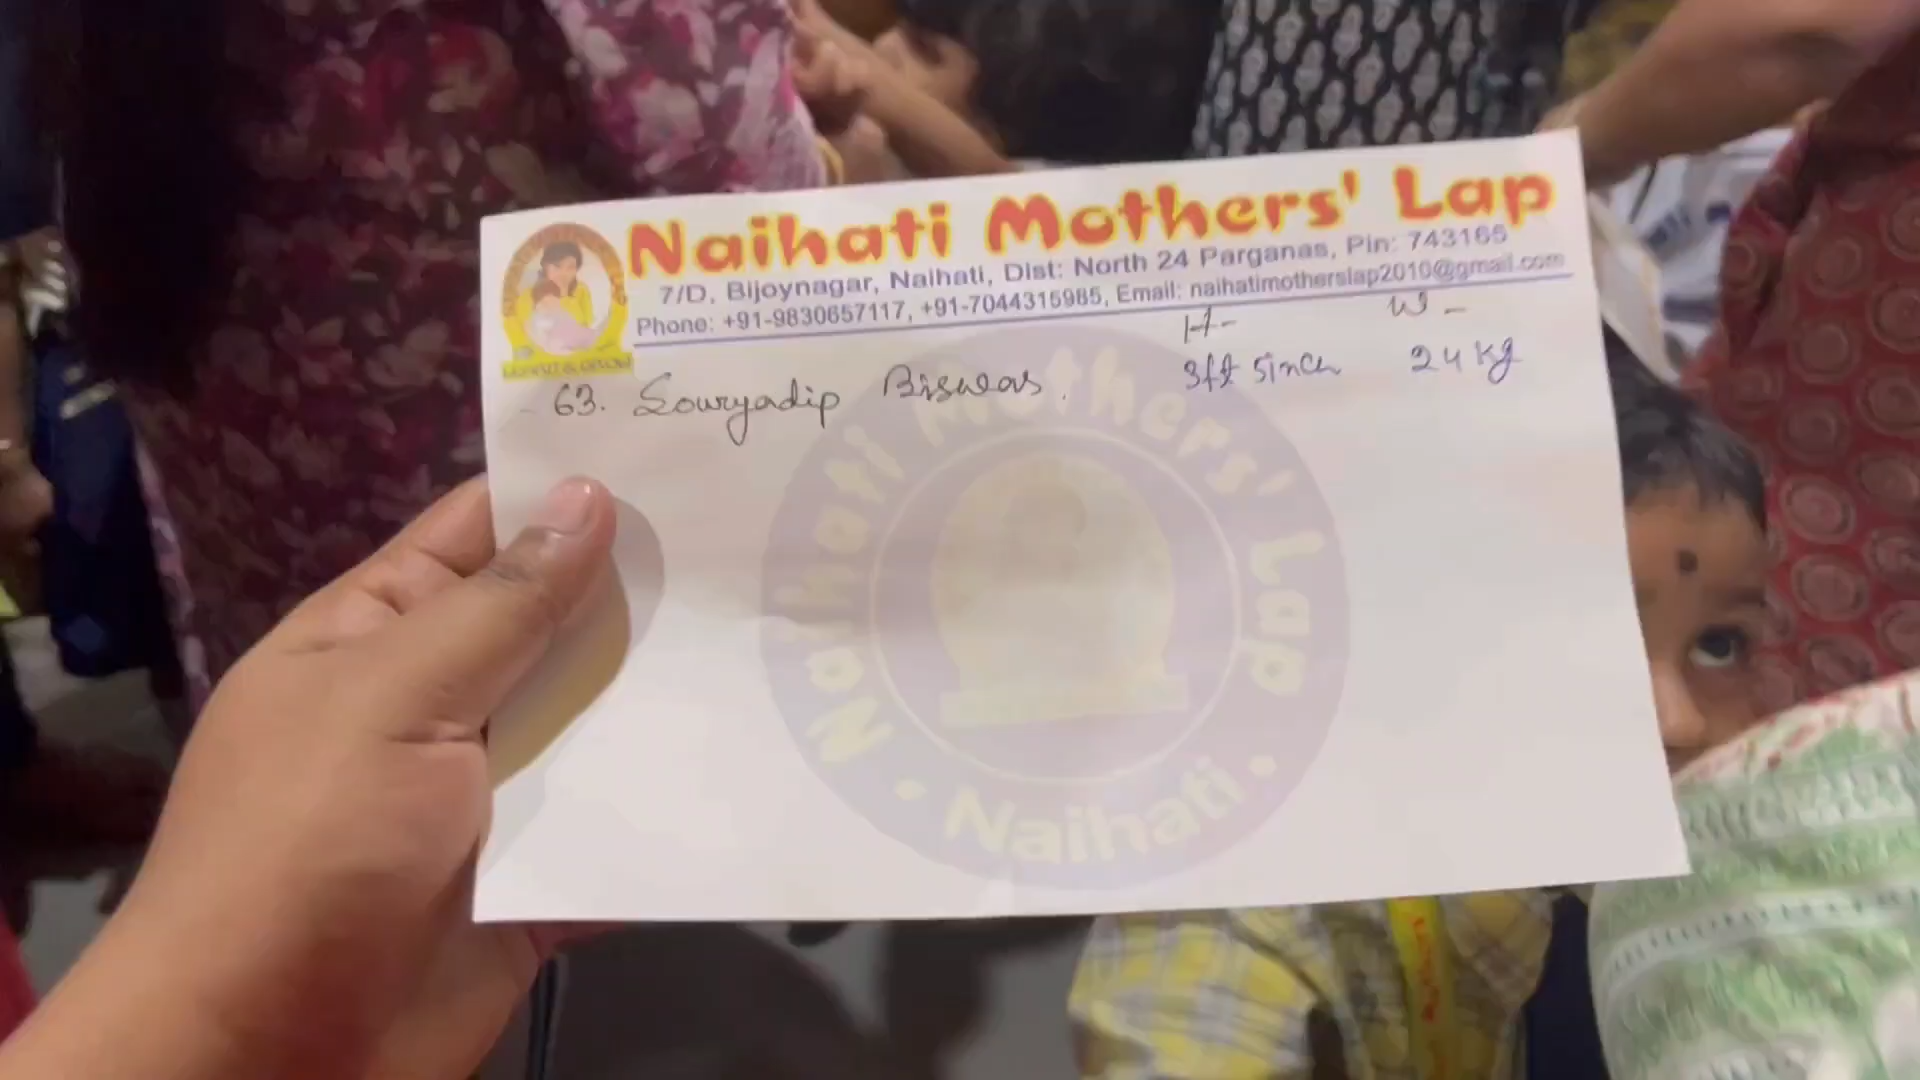 Naihati Mothers' Lap
7/D, Bijoynagar, Naihati, Dist: North 24 Parganas, Pin: 743165
Phone: +91-9830657117, +91-7044315985, Email: naihatimotherslap2010@gmail.com
H- W-
63. Souryadip Biswas. 3ft 5inch 24 kg
Naihati Mothers' Lap
• Naihati •